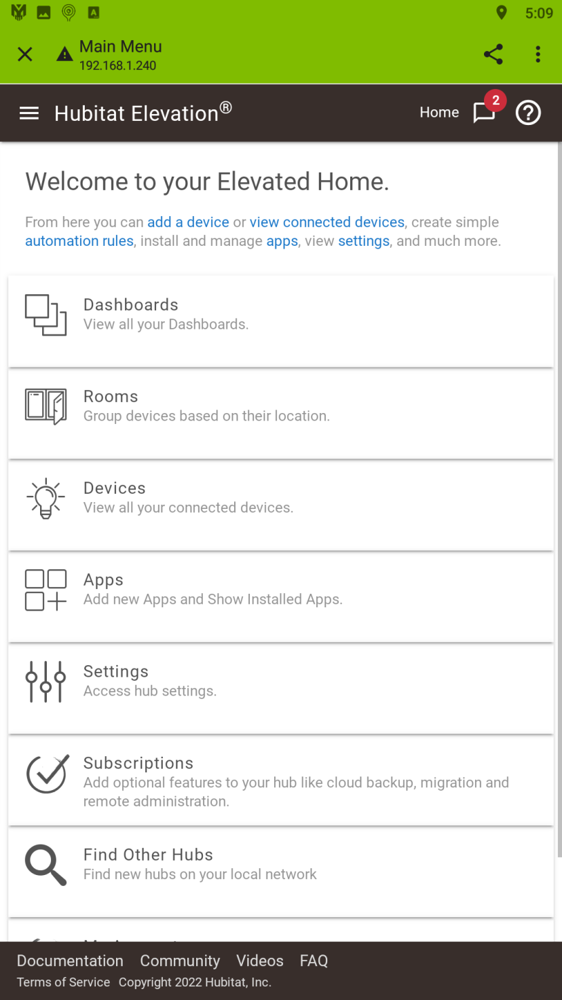 5:09
Main Menu
192.168.1.240
Hubitat Elevation®
Home
2
Welcome to your Elevated Home.
From here you can add a device or view connected devices, create simple
automation rules, install and manage apps, view settings, and much more.
Dashboards
View all your Dashboards.
Rooms
Group devices based on their location.
Devices
View all your connected devices.
Apps
Add new Apps and Show Installed Apps.
Settings
Access hub settings.
Subscriptions
Add optional features to your hub like cloud backup, migration and
remote administration.
Find Other Hubs
Find new hubs on your local network
Documentation Community Videos FAQ
Terms of Service Copyright 2022 Hubitat, Inc.